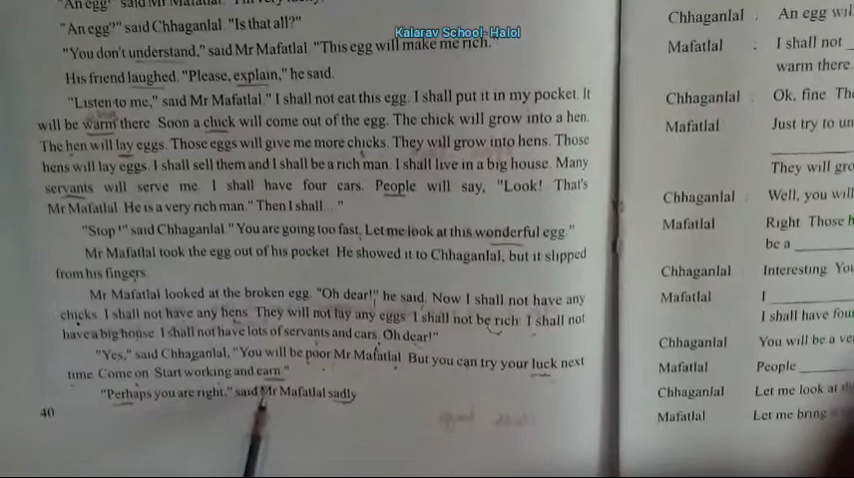 "An egg" said Mr Mafatlal. "I'm very lucky."
"An egg?" said Chhaganlal. "Is that all?"
"You don't understand," said Mr Mafatlal. "This egg will make me rich."
Kalarav School- Halol
His friend laughed. "Please, explain," he said.
"Listen to me," said Mr Mafatlal." I shall not eat this egg. I shall put it in my pocket. It
will be warm there. Soon a chick will come out of the egg. The chick will grow into a hen.
The hen will lay eggs. Those eggs will give me more chicks. They will grow into hens. Those
hens will lay eggs. I shall sell them and I shall be a rich man. I shall live in a big house. Many
servants will serve me. I shall have four cars. People will say, "Look! That's
Mr Mafatlal. He is a very rich man." Then I shall... "
"Stop !" said Chhaganlal." You are going too fast. Let me look at this wonderful egg."
Mr Mafatlal took the egg out of his pocket. He showed it to Chhaganlal, but it slipped
from his fingers.
Mr Mafatlal looked at the broken egg. "Oh dear!" he said. Now I shall not have any
chicks. I shall not have any hens. They will not lay any eggs. I shall not be rich. I shall not
have a big house. I shall not have lots of servants and cars. Oh dear!"
"Yes," said Chhaganlal, "You will be poor Mr Mafatlal. But you can try your luck next
time. Come on. Start working and earn."
"Perhaps you are right," said Mr Mafatlal sadly
40
Chhaganlal : An egg wil
Mafatlal : I shall not _
warm there.
Chhaganlal : Ok, fine. The
Mafatlal Just try to un
They will gro
Chhaganlal : Well, you will
Mafatlal Right. Those h
be a ______
Chhaganlal Interesting. You
Mafatlal I ______
I shall have fou
Chhaganlal You will be a ve
Mafatlal People ______
Chhaganlal Let me look at th
Mafatlal Let me bring